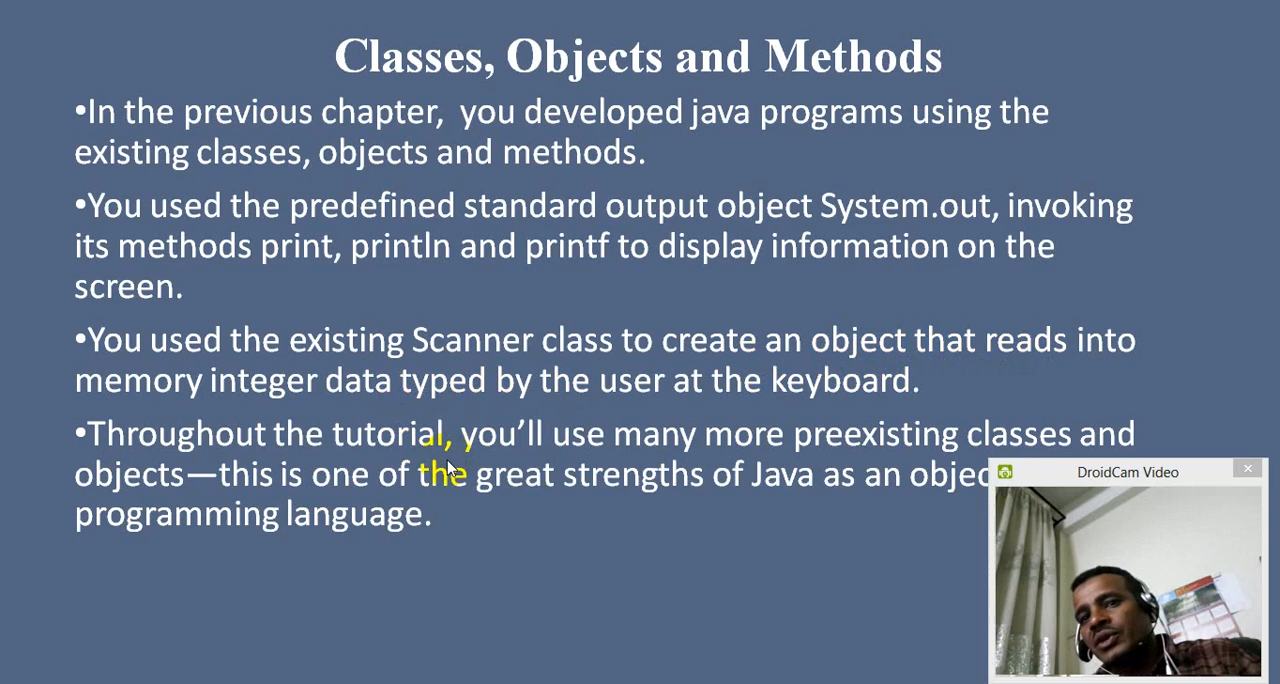 Classes, Objects and Methods
•In the previous chapter,  you developed java programs using the
existing classes, objects and methods.
•You used the predefined standard output object System.out, invoking
its methods print, println and printf to display information on the
screen.
•You used the existing Scanner class to create an object that reads into
memory integer data typed by the user at the keyboard.
•Throughout the tutorial, you’ll use many more preexisting classes and
objects—this is one of the great strengths of Java as an
programming language.
DroidCam Video